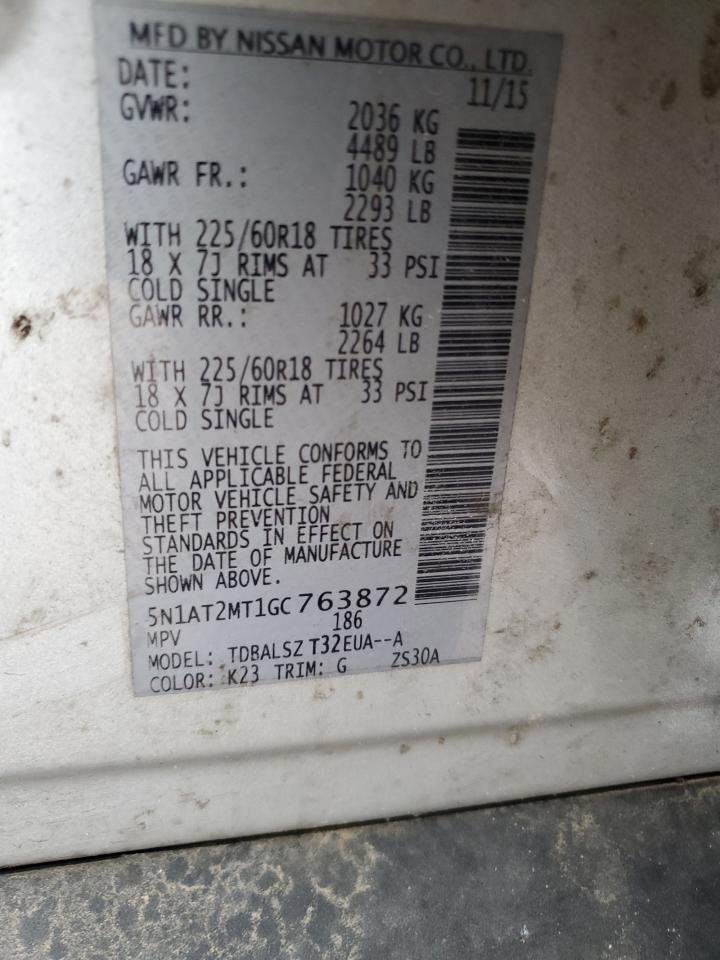 MFD BY NISSAN MOTOR CO., LTD.
DATE: 11/15
GVWR: 2036 KG
4489 LB
GAWR FR.: 1040 KG
2293 LB
WITH 225/60R18 TIRES
18 X 7J RIMS AT 33 PSI
COLD SINGLE
GAWR RR.: 1027 KG
2264 LB
WITH 225/60R18 TIRES
18 X 7J RIMS AT 33 PSI
COLD SINGLE
THIS VEHICLE CONFORMS TO
ALL APPLICABLE FEDERAL
MOTOR VEHICLE SAFETY AND
THEFT PREVENTION
STANDARDS IN EFFECT ON
THE DATE OF MANUFACTURE
SHOWN ABOVE.
5N1AT2MT1GC763872
MPV 186
MODEL: TDBALSZ T32EUA--A
COLOR: K23 TRIM: G ZS30A